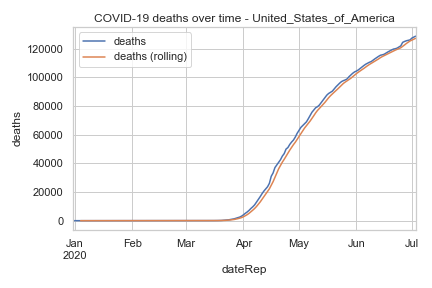 COVID-19 deaths over time - United_States_of_America
deaths
deaths (rolling)
120000
100000
80000
60000
40000
20000
0
deaths
Jan Feb Mar Apr May Jun Jul
2020
dateRep